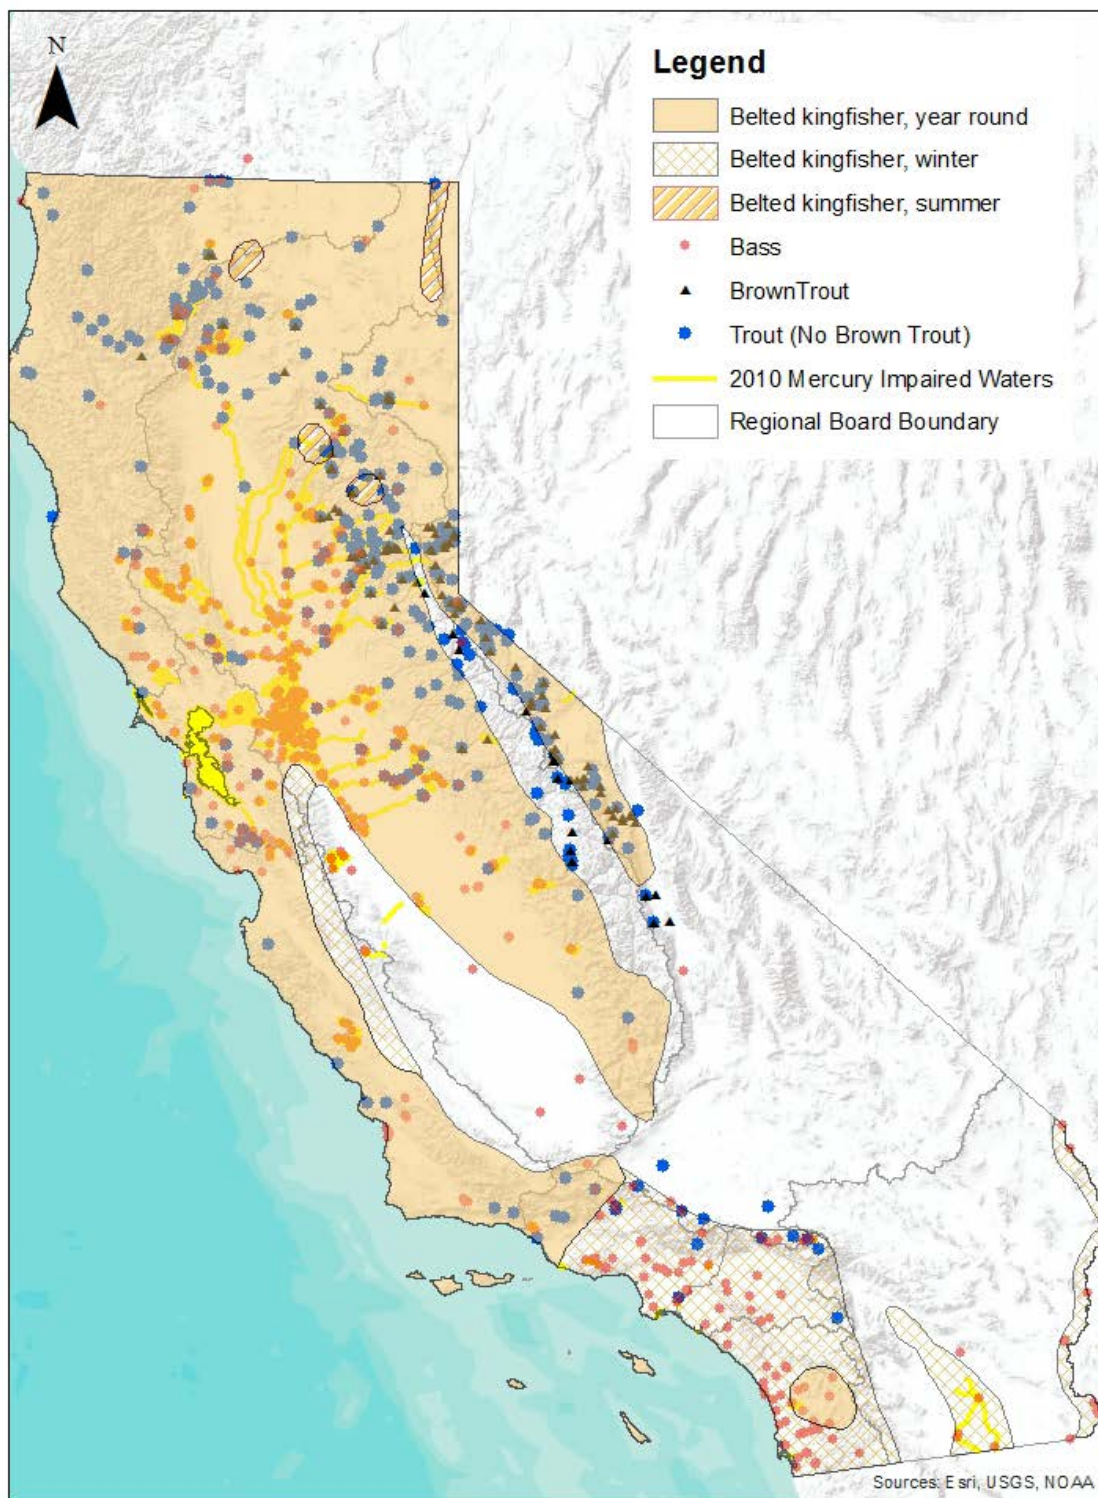 N
Legend
Belted kingfisher, year round
Belted kingfisher, winter
Belted kingfisher, summer
Bass
BrownTrout
Trout (No Brown Trout)
2010 Mercury Impaired Waters
Regional Board Boundary
Sources: Esri, USGS, NOAA